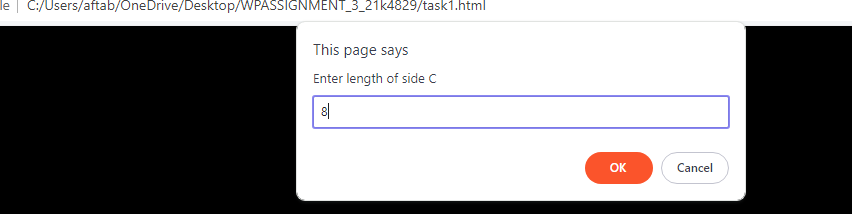 le | C:/Users/aftab/OneDrive/Desktop/WPASSIGNMENT_3_21k4829/task1.html
This page says
Enter length of side C
8
OK Cancel